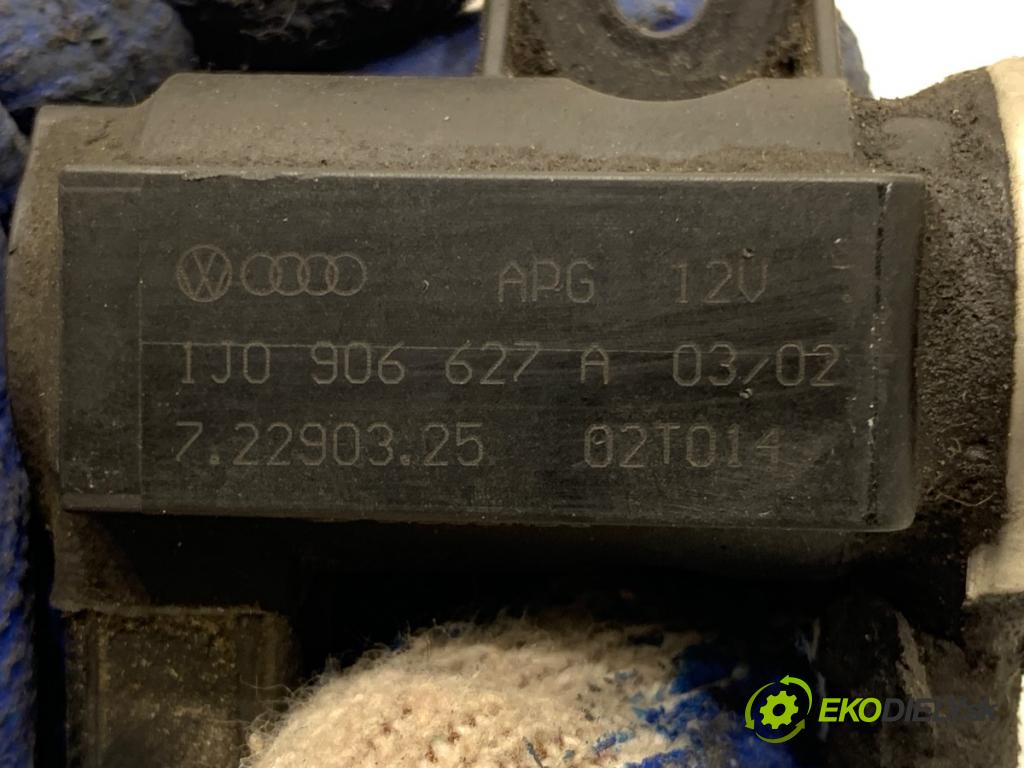 APG 12V
1J0 906 627 A 03/02
7.22903.25 02T014
EKODIELY.SK